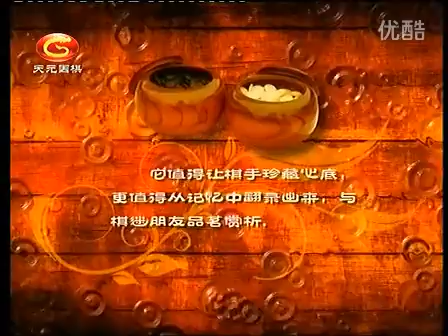 优酷
天元围棋
它值得让棋手珍藏心底，
更值得从记忆中翻录出来，与
棋迷朋友品茗赏析。